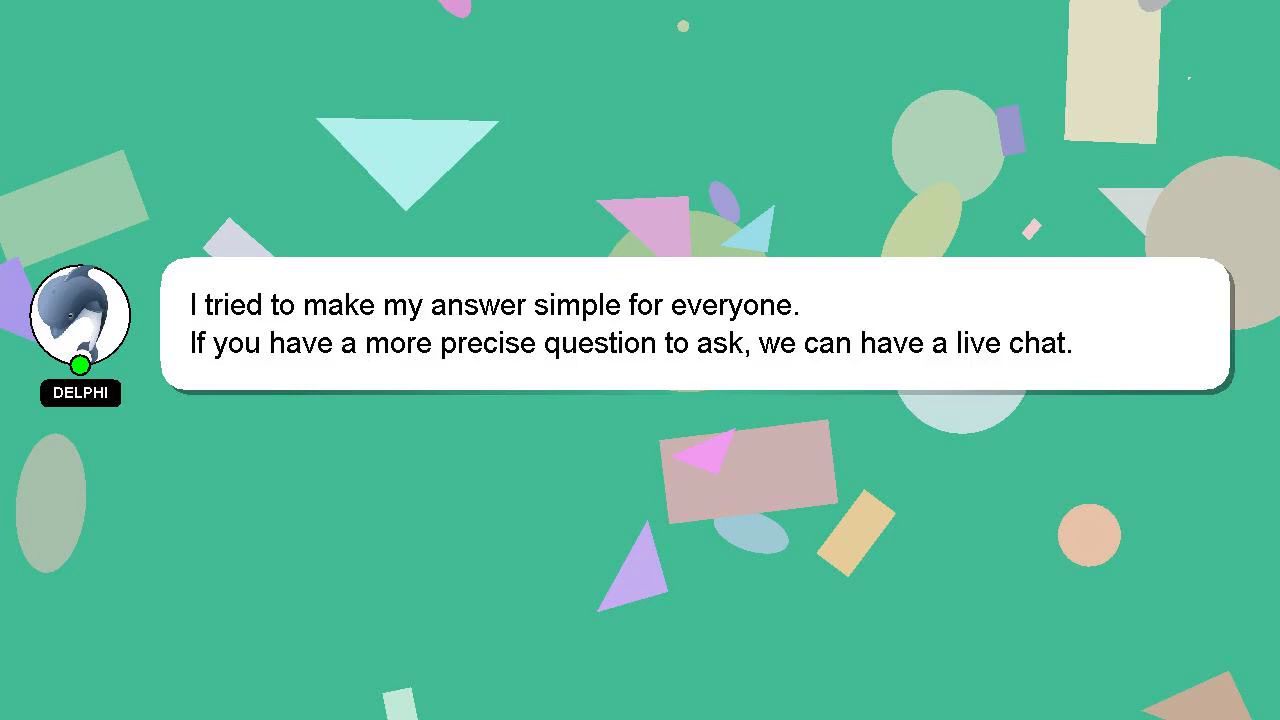 I tried to make my answer simple for everyone.
If you have a more precise question to ask, we can have a live chat.
DELPHI